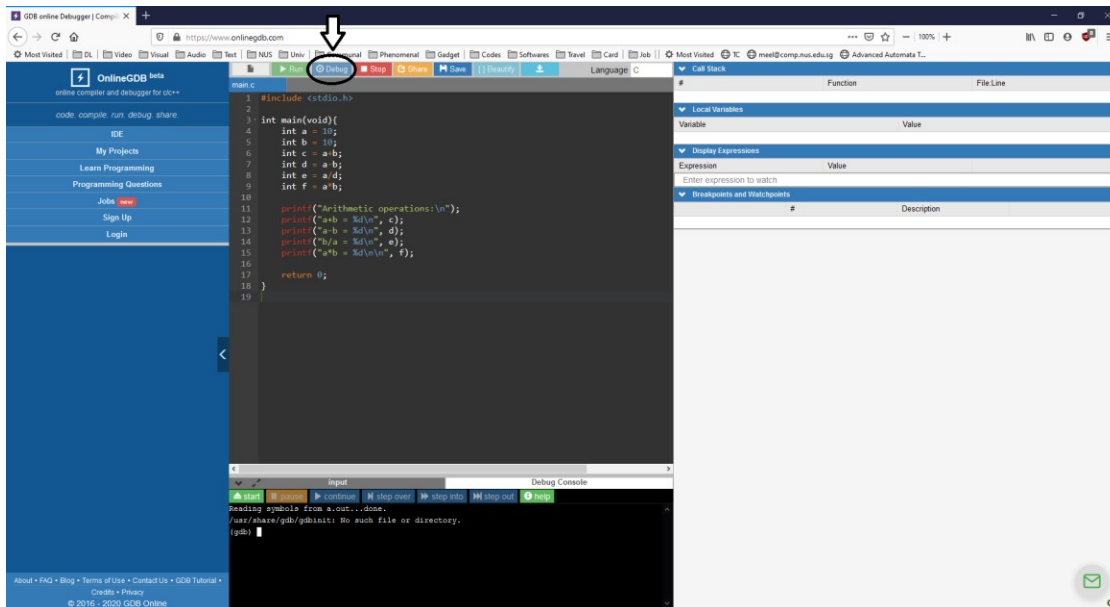 GDB online Debugger | Compil
https://www.onlinegdb.com
100%
Most Visited DL Video Visual Audio Text NUS Univ Communal Phenomenal Gadget Codes Softwares Travel Card Job Most Visited TC meel@comp.nus.edu.sg Advanced Automata T...
OnlineGDB beta
online compiler and debugger for c/c++
code. compile. run. debug. share.
IDE
My Projects
Learn Programming
Programming Questions
Jobs new
Sign Up
Login
Run Debug Stop Share Save { } Beautify Language C
main.c
1 #include <stdio.h>
2
3 int main(void){
4 int a = 10;
5 int b = 10;
6 int c = a+b;
7 int d = a-b;
8 int e = a/d;
9 int f = a*b;
10
11 printf("Arithmetic operations:\n");
12 printf("a+b = %d\n", c);
13 printf("a-b = %d\n", d);
14 printf("b/a = %d\n", e);
15 printf("a*b = %d\n\n", f);
16
17 return 0;
18 }
19
input Debug Console
start pause continue step over step into step out help
Reading symbols from a.out...done.
/usr/share/gdb/gdbinit: No such file or directory.
(gdb)
Call Stack
# Function File:Line
Local Variables
Variable Value
Display Expressions
Expression Value
Enter expression to watch
Breakpoints and Watchpoints
# Description
About • FAQ • Blog • Terms of Use • Contact Us • GDB Tutorial •
Credits • Privacy
© 2016 - 2020 GDB Online